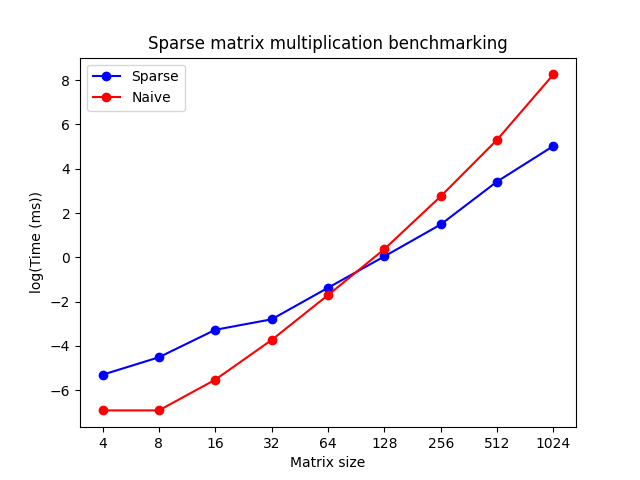 Sparse matrix multiplication benchmarking
Sparse
Naive
8
6
4
2
0
−2
−4
−6
log(Time (ms))
4 8 16 32 64 128 256 512 1024
Matrix size